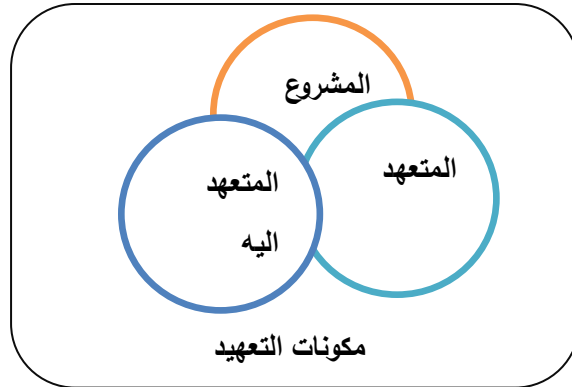 المشروع
المتعهد
المتعهد
اليه
مكونات التعهيد